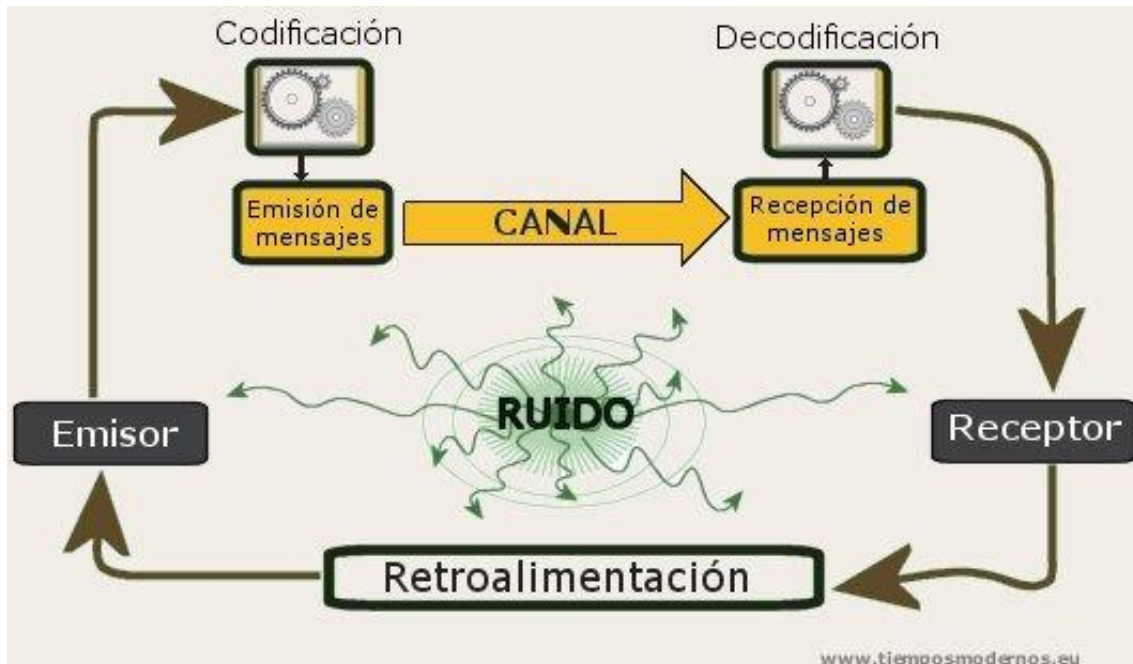 Codificación
Decodificación
Emisión de
mensajes
CANAL
Recepción de
mensajes
RUIDO
Emisor
Receptor
Retroalimentación
www.tiemposmodernos.eu